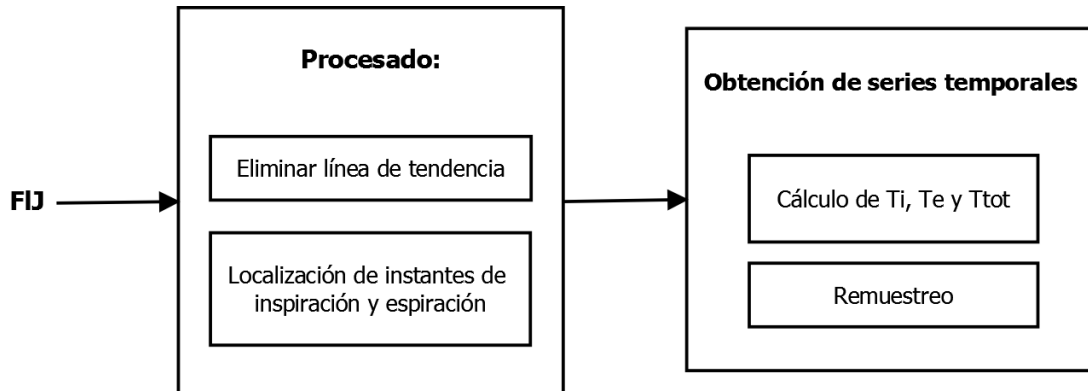 FlJ
Procesado:
Eliminar línea de tendencia
Localización de instantes de
inspiración y espiración
Obtención de series temporales
Cálculo de Ti, Te y Ttot
Remuestreo